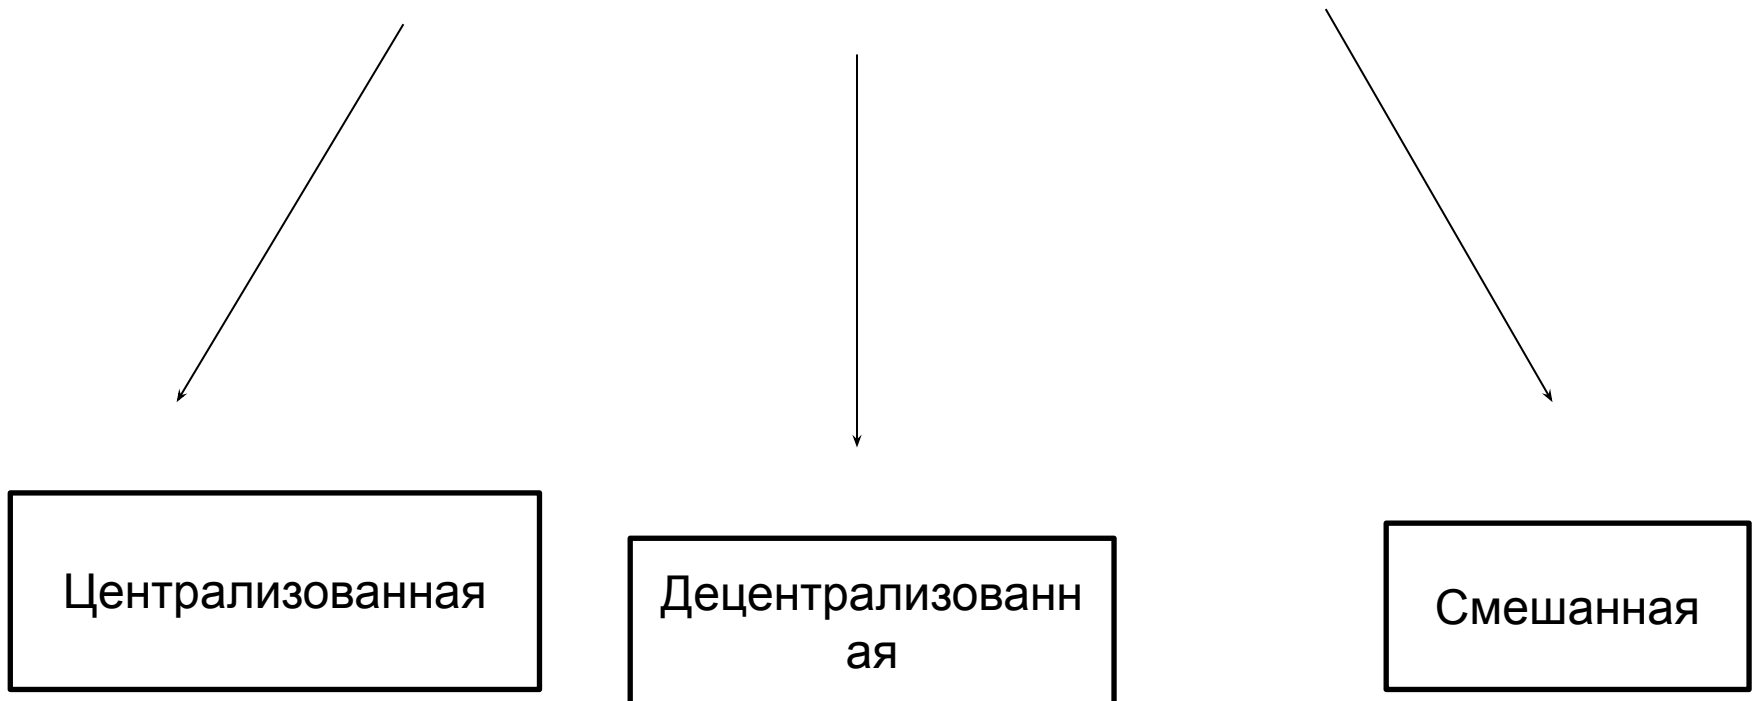 Централизованная
Децентрализованн
ая
Смешанная